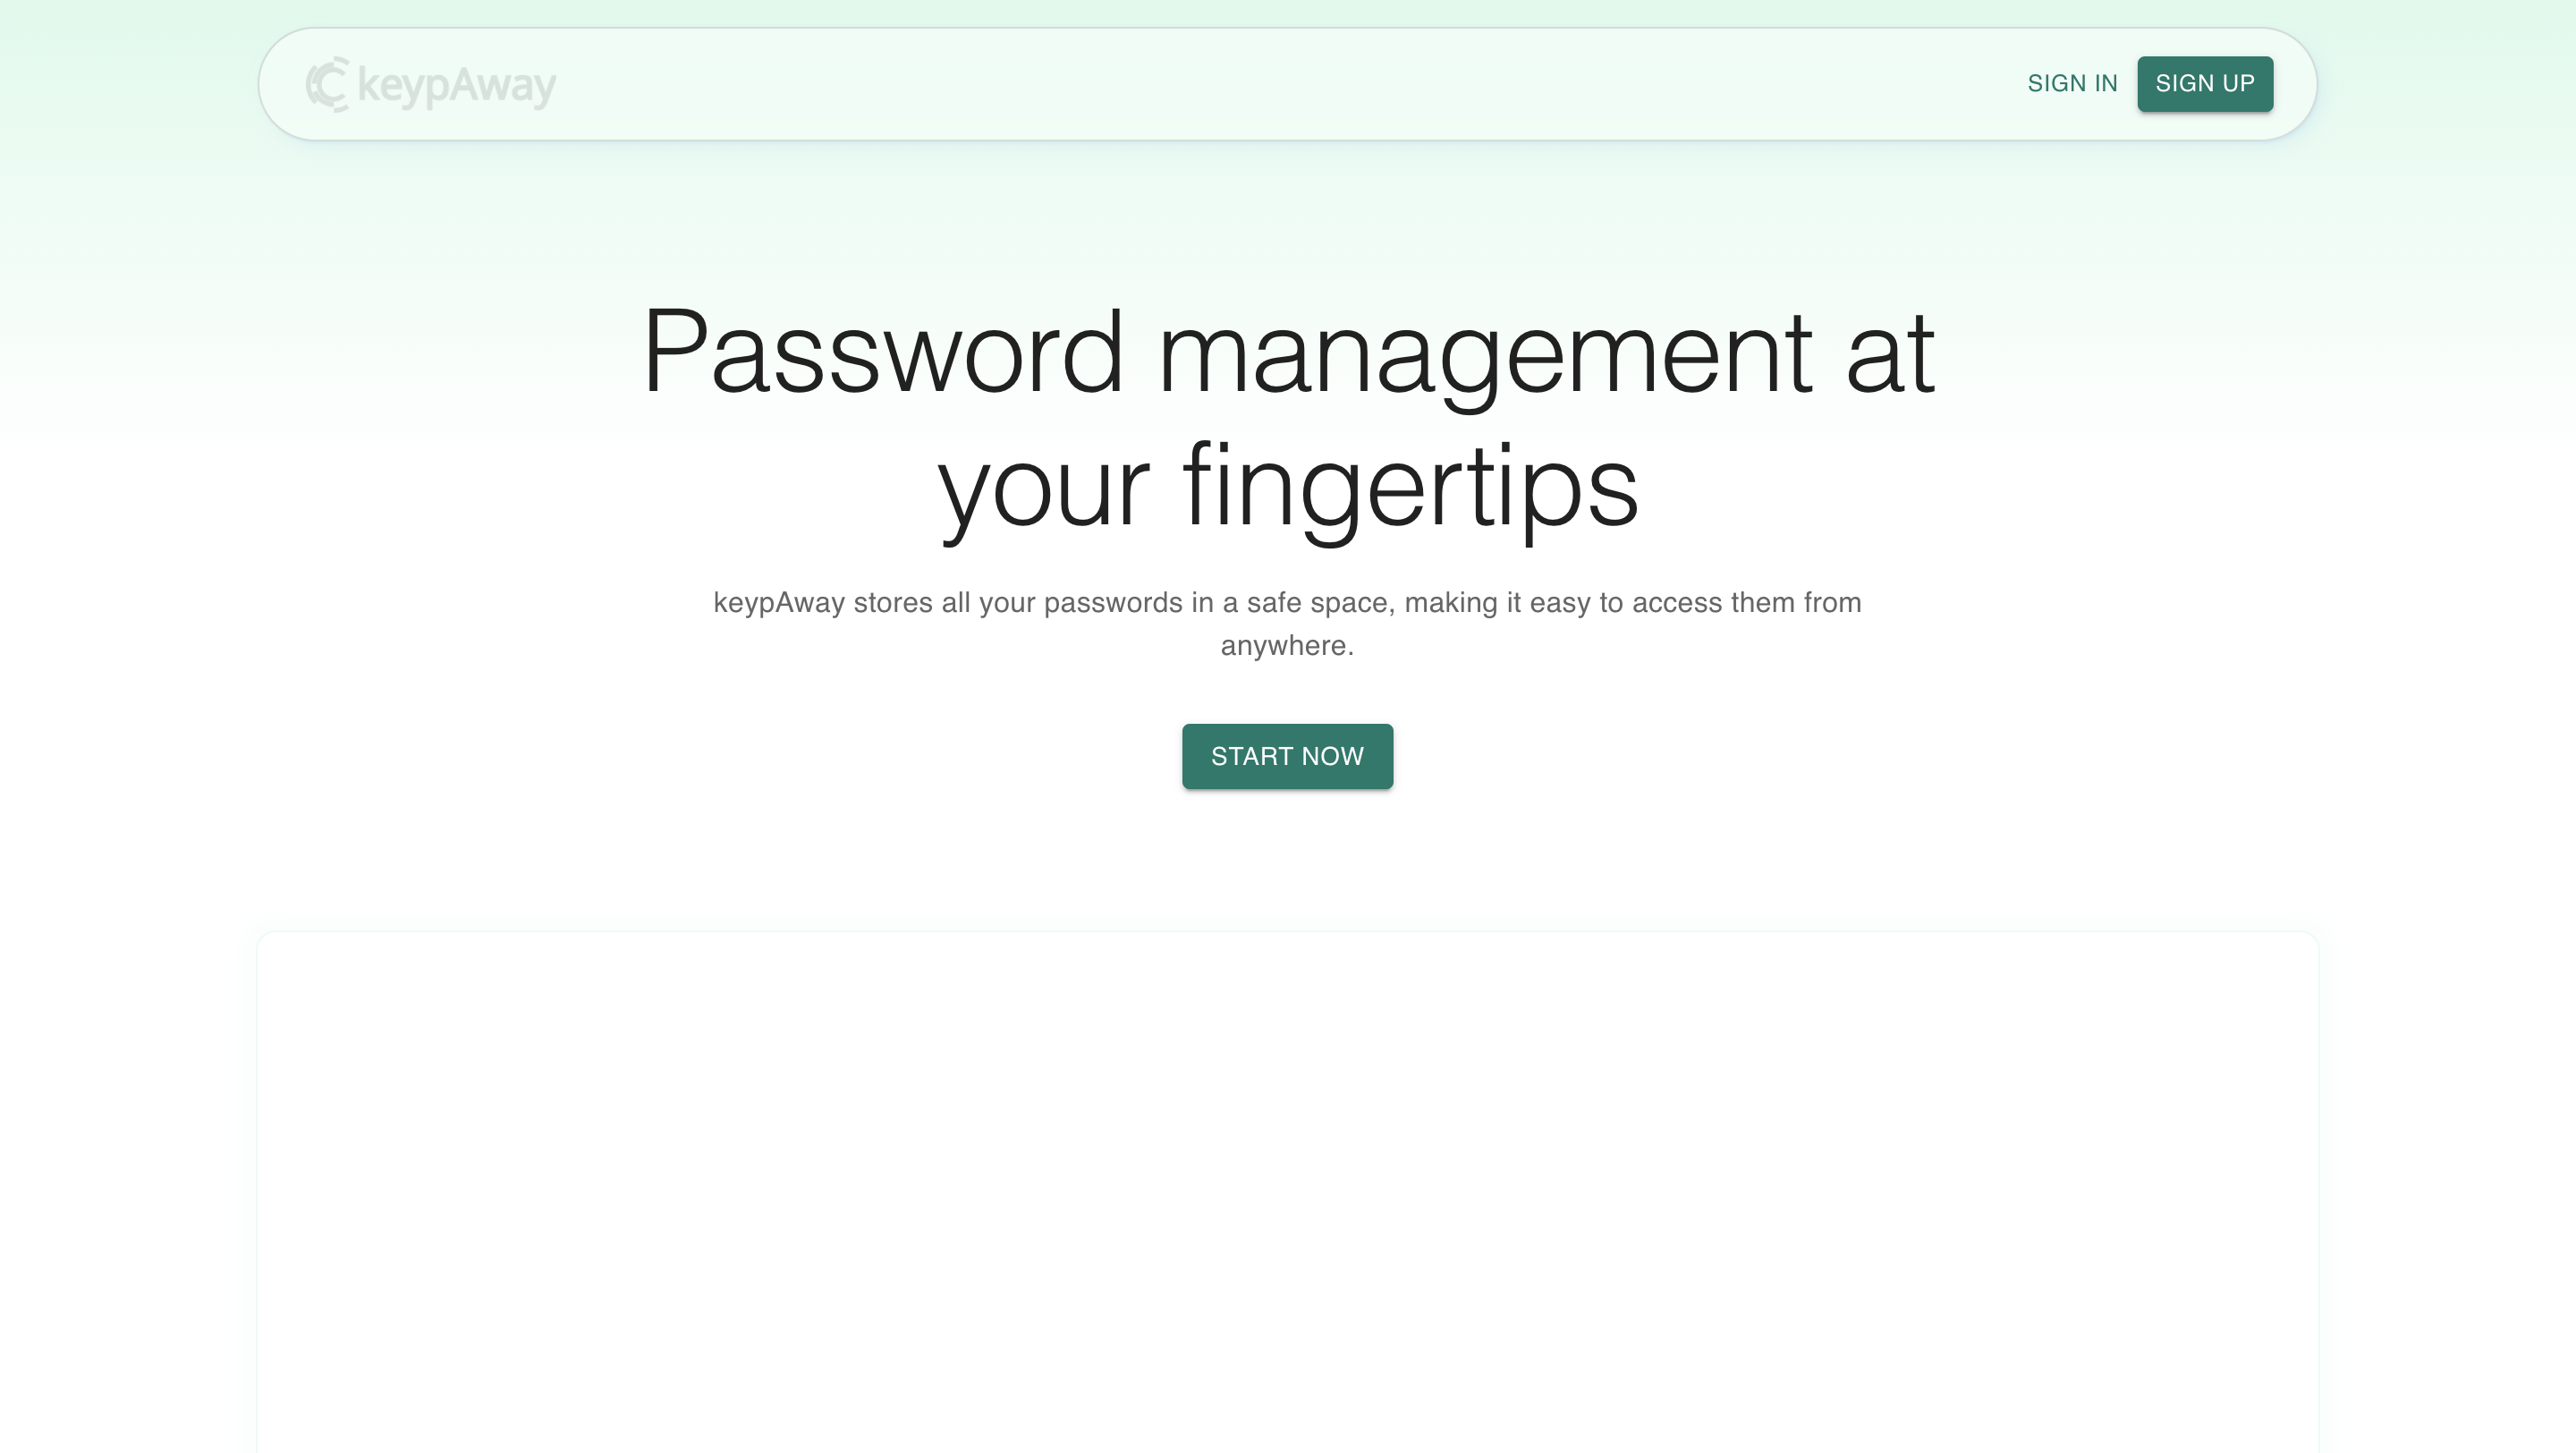 keypAway
SIGN IN
SIGN UP
Password management at
your fingertips
keypAway stores all your passwords in a safe space, making it easy to access them from
anywhere.
START NOW